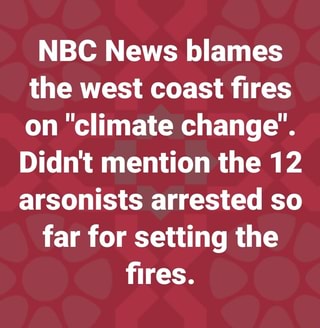 NBC News blames
the west coast fires
on "climate change".
Didn't mention the 12
arsonists arrested so
far for setting the
fires.